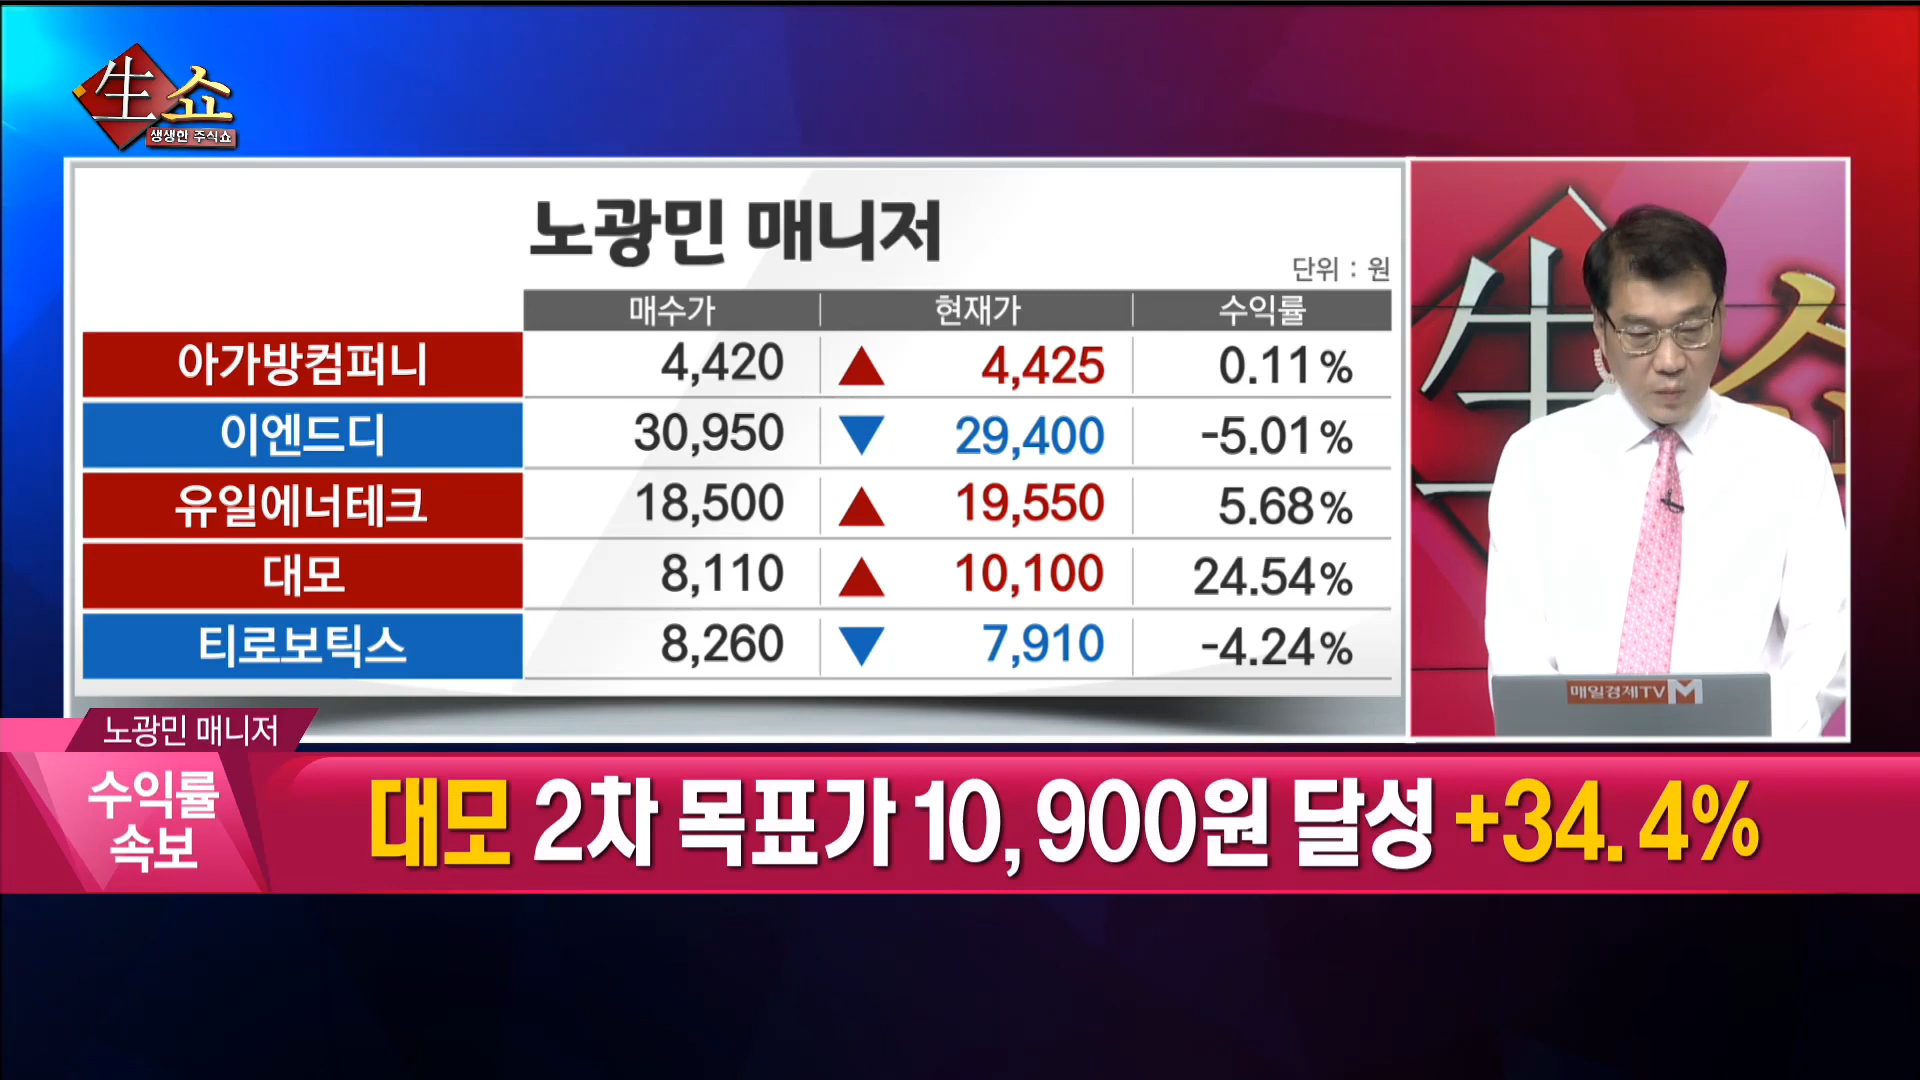 生쇼
생생한 주식쇼
노광민 매니저
단위 : 원
매수가 현재가 수익률
아가방컴퍼니 4,420 ▲ 4,425 0.11%
이엔드디 30,950 ▼ 29,400 -5.01%
유일에너테크 18,500 ▲ 19,550 5.68%
대모 8,110 ▲ 10,100 24.54%
티로보틱스 8,260 ▼ 7,910 -4.24%
生쇼
매일경제TV M
노광민 매니저
수익률
속보
대모 2차 목표가 10,900원 달성 +34.4%